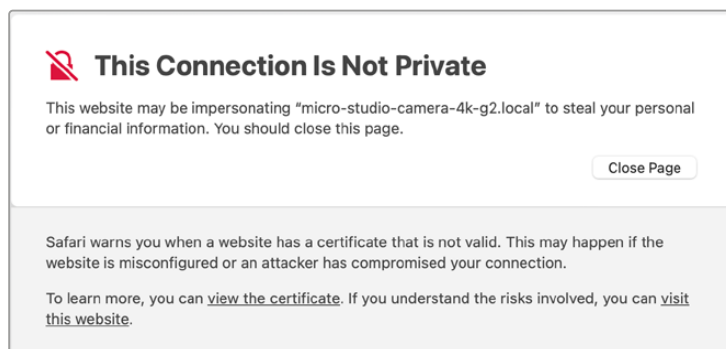 This Connection Is Not Private
This website may be impersonating “micro-studio-camera-4k-g2.local” to steal your personal
or financial information. You should close this page.
Close Page
Safari warns you when a website has a certificate that is not valid. This may happen if the
website is misconfigured or an attacker has compromised your connection.
To learn more, you can view the certificate. If you understand the risks involved, you can visit
this website.